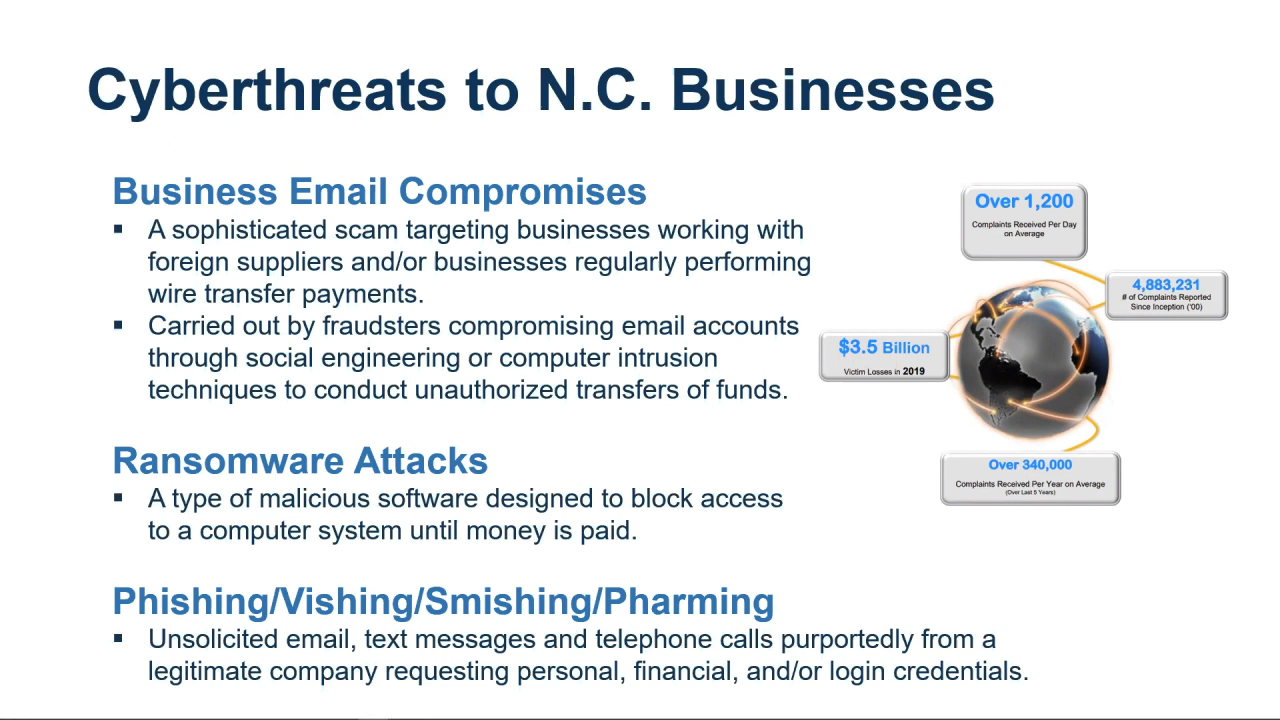 Cyberthreats to N.C. Businesses
Business Email Compromises
▪ A sophisticated scam targeting businesses working with
foreign suppliers and/or businesses regularly performing
wire transfer payments.
▪ Carried out by fraudsters compromising email accounts
through social engineering or computer intrusion
techniques to conduct unauthorized transfers of funds.
Ransomware Attacks
▪ A type of malicious software designed to block access
to a computer system until money is paid.
Phishing/Vishing/Smishing/Pharming
▪ Unsolicited email, text messages and telephone calls purportedly from a
legitimate company requesting personal, financial, and/or login credentials.
Over 1,200
Complaints Received Per Day
on Average
4,883,231
# of Complaints Reported
Since Inception ('00)
$3.5 Billion
Victim Losses in 2019
Over 340,000
Complaints Received Per Year on Average
(Over Last 5 Years)